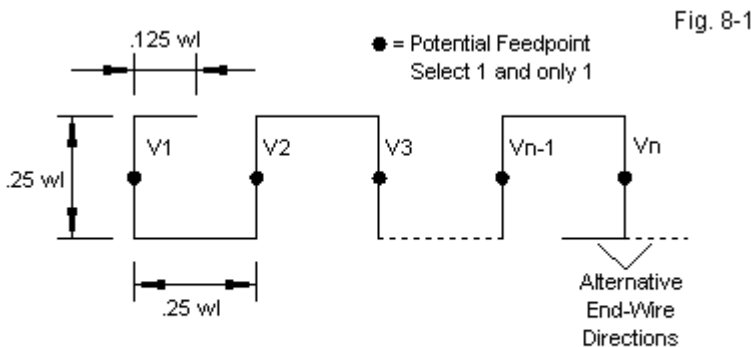 Fig. 8-1
.125 wl
● = Potential Feedpoint
Select 1 and only 1
V1
V2
V3
Vn-1
Vn
.25 wl
.25 wl
Alternative
End-Wire
Directions